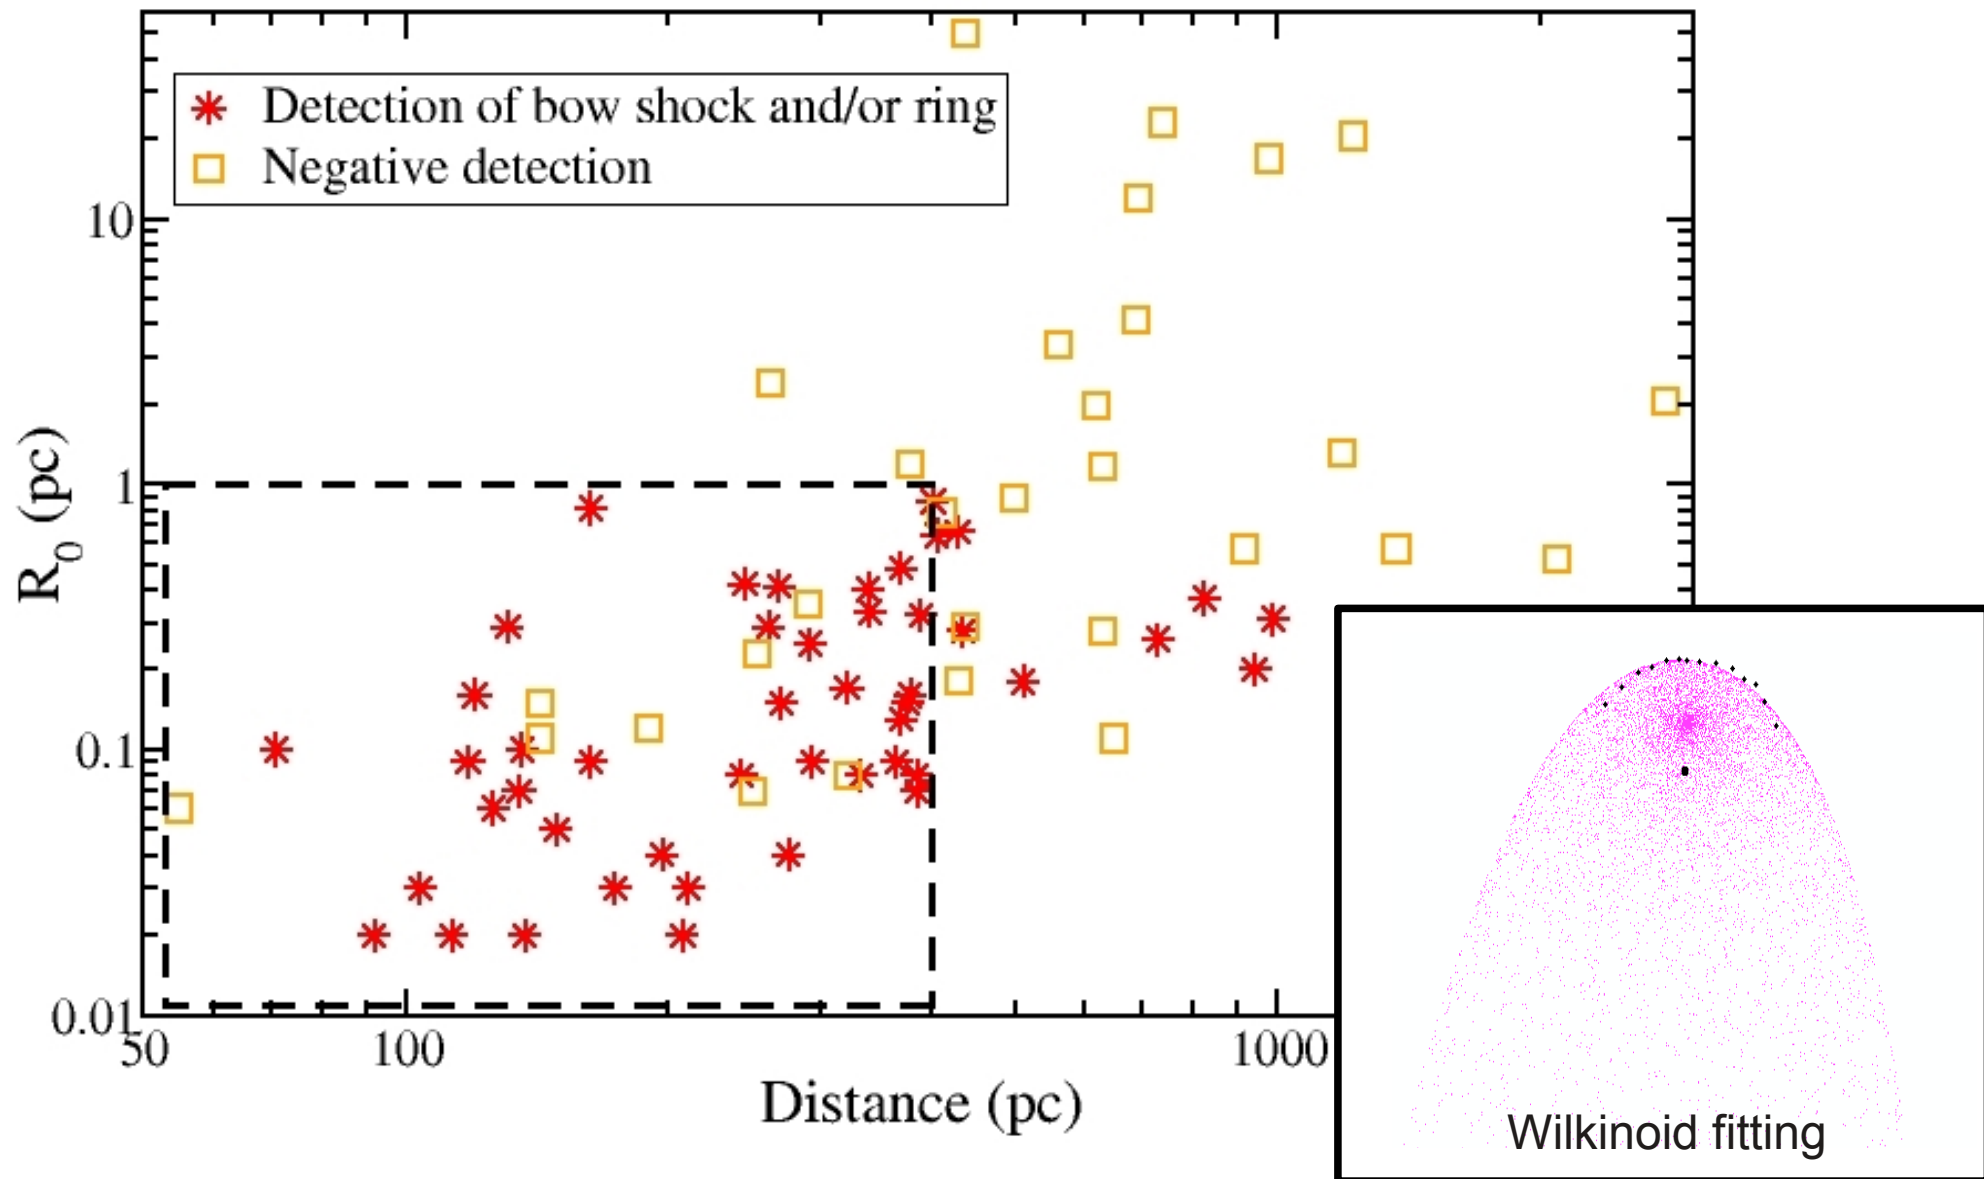 Detection of bow shock and/or ring
Negative detection
10
1
0.1
0.01
R₀ (pc)
50
100
1000
Distance (pc)
Wilkinoid fitting